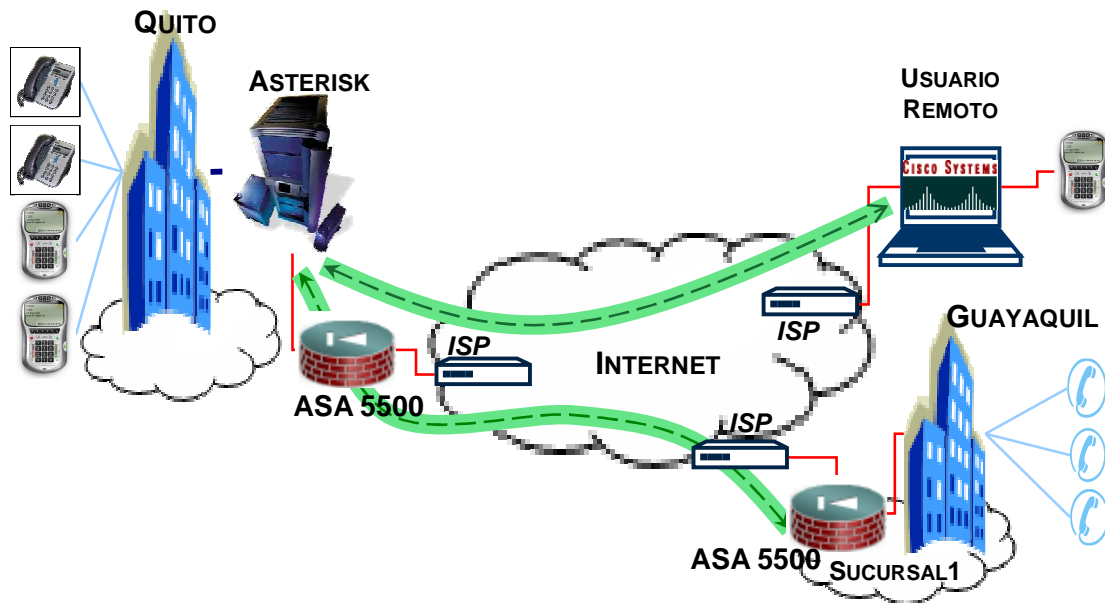 QUITO
ASTERISK
USUARIO
REMOTO
CISCO SYSTEMS
ISP
GUAYAQUIL
ISP
INTERNET
ASA 5500
ISP
ASA 5500
SUCURSAL1